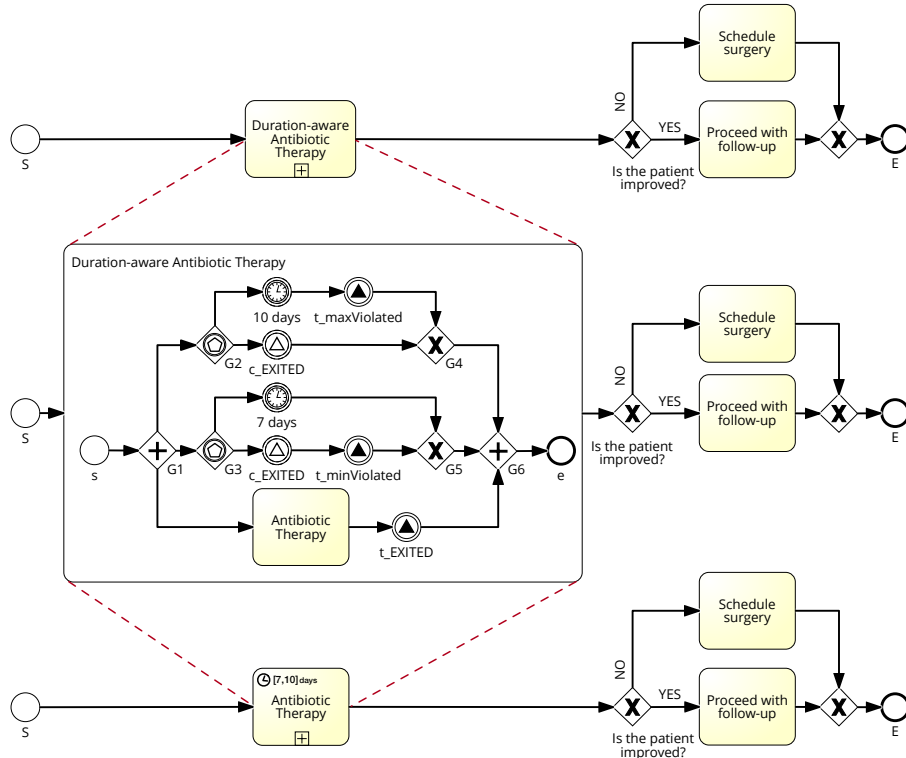 Schedule
surgery
NO
Duration-aware
Antibiotic
Therapy
YES
Proceed with
follow-up
S
Is the patient
improved?
E
Duration-aware Antibiotic Therapy
10 days
t_maxViolated
G2
c_EXITED
G4
7 days
s
G1
G3
c_EXITED
t_minViolated
G5
G6
e
Antibiotic
Therapy
t_EXITED
S
Schedule
surgery
NO
YES
Proceed with
follow-up
Is the patient
improved?
E
Schedule
surgery
NO
[7,10] days
Antibiotic
Therapy
YES
Proceed with
follow-up
S
Is the patient
improved?
E